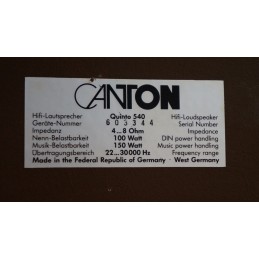 CANTON
Hifi-Lautsprecher Quinto 540 Hifi-Loudspeaker
Geräte-Nummer 603344 Serial Number
Impedanz 4...8 Ohm Impedance
Nenn-Belastbarkeit 100 Watt DIN power handling
Musik-Belastbarkeit 150 Watt Music power handling
Übertragungsbereich 22...30000 Hz Frequency range
Made in the Federal Republic of Germany · West Germany